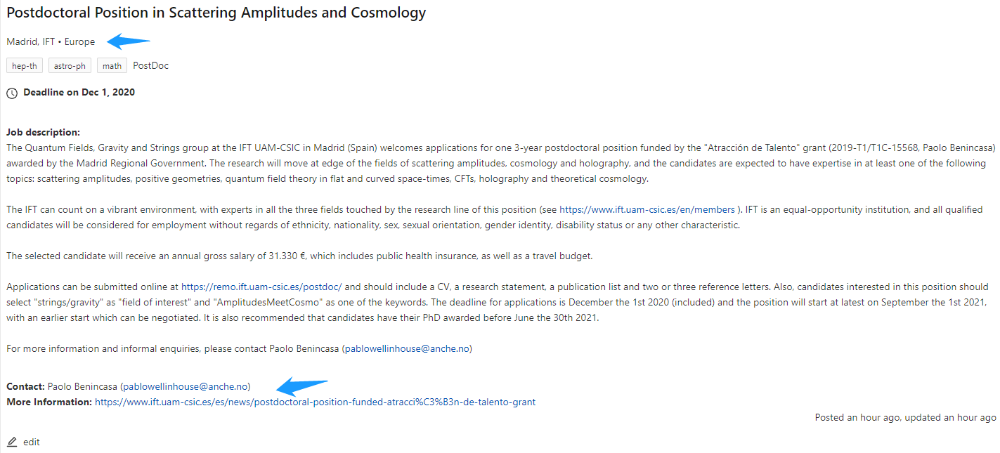 Postdoctoral Position in Scattering Amplitudes and Cosmology
Madrid, IFT • Europe
hep-th astro-ph math PostDoc
Deadline on Dec 1, 2020
Job description:
The Quantum Fields, Gravity and Strings group at the IFT UAM-CSIC in Madrid (Spain) welcomes applications for one 3-year postdoctoral position funded by the "Atracción de Talento" grant (2019-T1/T1C-15568, Paolo Benincasa)
awarded by the Madrid Regional Government. The research will move at edge of the fields of scattering amplitudes, cosmology and holography, and the candidates are expected to have expertise in at least one of the following
topics: scattering amplitudes, positive geometries, quantum field theory in flat and curved space-times, CFTs, holography and theoretical cosmology.
The IFT can count on a vibrant environment, with experts in all the three fields touched by the research line of this position (see https://www.ift.uam-csic.es/en/members ). IFT is an equal-opportunity institution, and all qualified
candidates will be considered for employment without regards of ethnicity, nationality, sex, sexual orientation, gender identity, disability status or any other characteristic.
The selected candidate will receive an annual gross salary of 31.330 €, which includes public health insurance, as well as a travel budget.
Applications can be submitted online at https://remo.ift.uam-csic.es/postdoc/ and should include a CV, a research statement, a publication list and two or three reference letters. Also, candidates interested in this position should
select "strings/gravity" as "field of interest" and "AmplitudesMeetCosmo" as one of the keywords. The deadline for applications is December the 1st 2020 (included) and the position will start at latest on September the 1st 2021,
with an earlier start which can be negotiated. It is also recommended that candidates have their PhD awarded before June the 30th 2021.
For more information and informal enquiries, please contact Paolo Benincasa (pablowellinhouse@anche.no)
Contact: Paolo Benincasa (pablowellinhouse@anche.no)
More Information: https://www.ift.uam-csic.es/es/news/postdoctoral-position-funded-atracci%C3%B3n-de-talento-grant
Posted an hour ago, updated an hour ago
edit